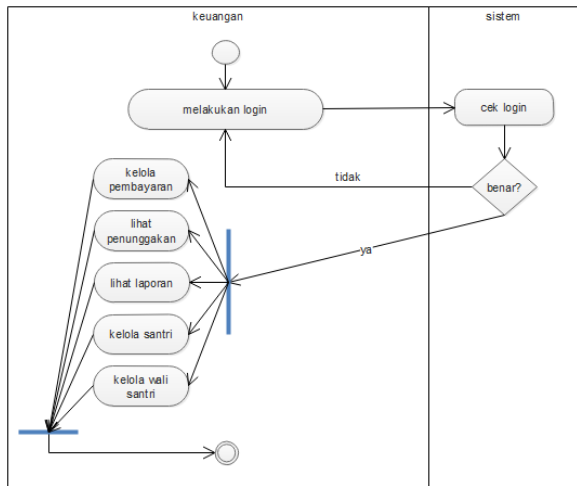 keuangan
sistem
melakukan login
cek login
tidak
benar?
kelola
pembayaran
lihat
penunggakan
ya
lihat laporan
kelola santri
kelola wali
santri